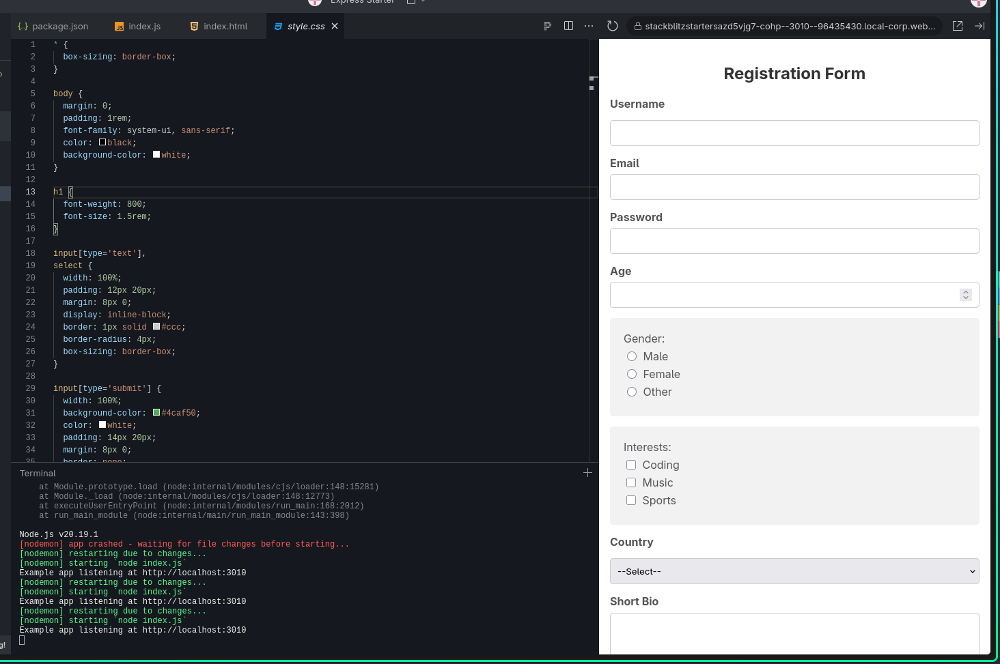 Express Starter
package.json
index.js
index.html
style.css
stackblitzstartersazd5vjg7-cohp--3010--96435430.local-corp.web...
1 * {
2 box-sizing: border-box;
3 }
4
5 body {
6 margin: 0;
7 padding: 1rem;
8 font-family: system-ui, sans-serif;
9 color: black;
10 background-color: white;
11 }
12
13 h1 {
14 font-weight: 800;
15 font-size: 1.5rem;
16 }
17
18 input[type='text'],
19 select {
20 width: 100%;
21 padding: 12px 20px;
22 margin: 8px 0;
23 display: inline-block;
24 border: 1px solid #ccc;
25 border-radius: 4px;
26 box-sizing: border-box;
27 }
28
29 input[type='submit'] {
30 width: 100%;
31 background-color: #4caf50;
32 color: white;
33 padding: 14px 20px;
34 margin: 8px 0;
35 border: none;
Terminal
at Module.prototype.load (node:internal/modules/cjs/loader:148:15281)
at Module._load (node:internal/modules/cjs/loader:148:12773)
at executeUserEntryPoint (node:internal/modules/run_main:168:2012)
at run_main_module (node:internal/main/run_main_module:143:398)
Node.js v20.19.1
[nodemon] app crashed - waiting for file changes before starting...
[nodemon] restarting due to changes...
[nodemon] starting `node index.js`
Example app listening at http://localhost:3010
[nodemon] restarting due to changes...
[nodemon] starting `node index.js`
Example app listening at http://localhost:3010
[nodemon] restarting due to changes...
[nodemon] starting `node index.js`
Example app listening at http://localhost:3010
g!
Registration Form
Username
Email
Password
Age
Gender:
Male
Female
Other
Interests:
Coding
Music
Sports
Country
--Select--
Short Bio